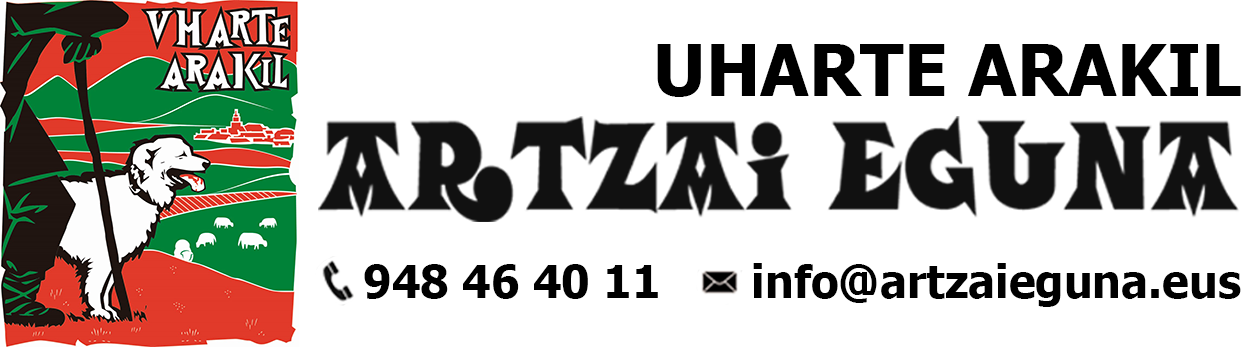 VHARTE
ARAKIL
UHARTE ARAKIL
ARTZAi EGUNA
948 46 40 11
info@artzaieguna.eus